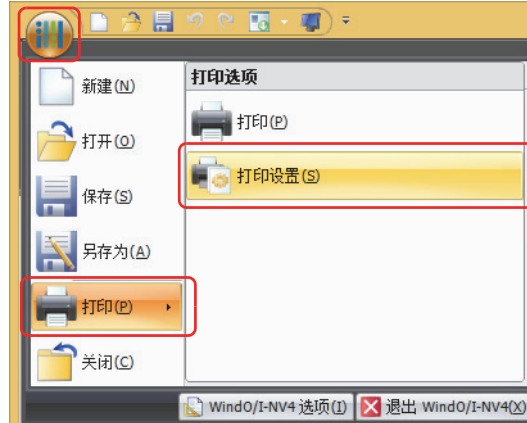 新建(N)
打开(O)
保存(S)
另存为(A)
打印(P)
关闭(C)
打印选项
打印(P)
打印设置(S)
WindO/I-NV4 选项(I)
退出 WindO/I-NV4(X)